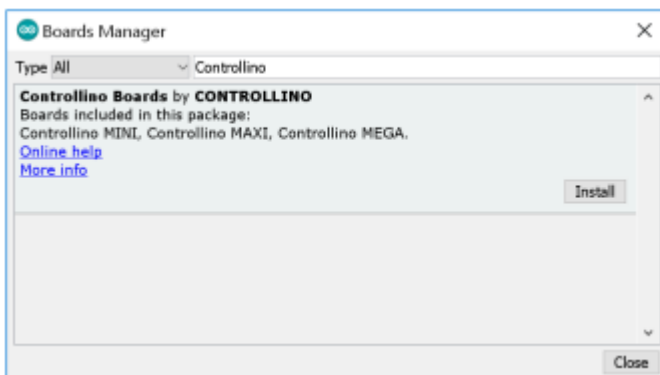 Boards Manager
Type All Controllino
Controllino Boards by CONTROLLINO
Boards included in this package:
Controllino MINI, Controllino MAXI, Controllino MEGA.
Online help
More info
Install
Close